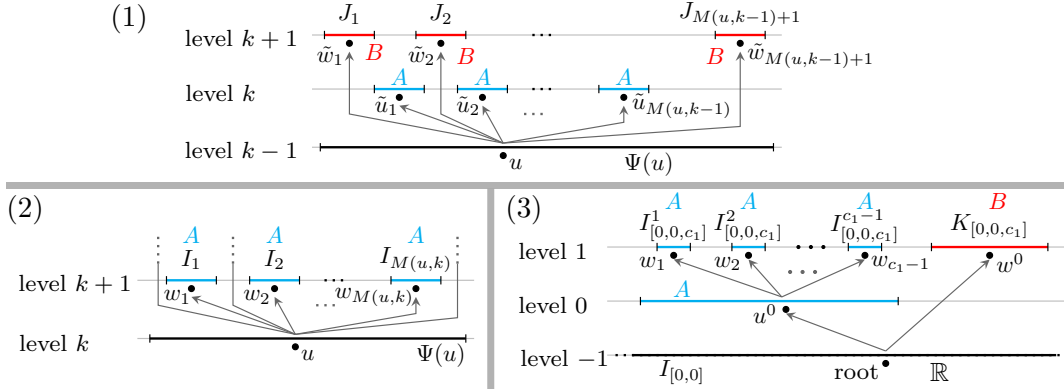 (1)
J_1 J_2 J_{M(u,k−1)+1}
level k + 1 ···
w̃_1 B w̃_2 B B w̃_{M(u,k−1)+1}
A A A
level k ···
ũ_1 ũ_2 ··· ũ_{M(u,k−1)}
level k − 1
u Ψ(u)
(2)
A A A
I_1 I_2 I_{M(u,k)}
level k + 1 ···
w_1 w_2 ··· w_{M(u,k)}
level k
u Ψ(u)
(3)
A A A B
I^1_{[0,0,c_1]} I^2_{[0,0,c_1]} I^{c_1−1}_{[0,0,c_1]} K_{[0,0,c_1]}
level 1 ···
w_1 w_2 ··· w_{c_1−1} w^0
A
level 0
u^0
level −1
I_{[0,0]} root ℝ